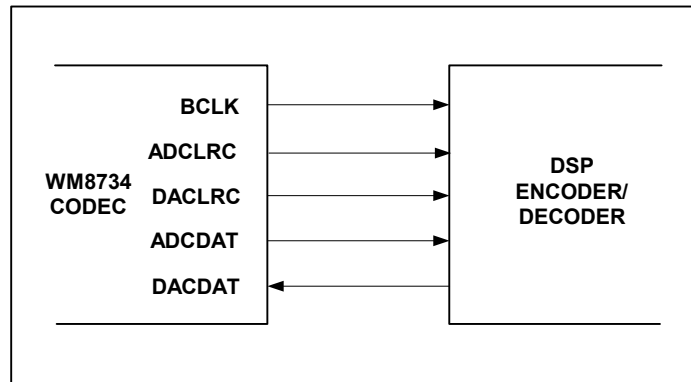 BCLK
ADCLRC
WM8734
CODEC
DACLRC
ADCDAT
DACDAT
DSP
ENCODER/
DECODER